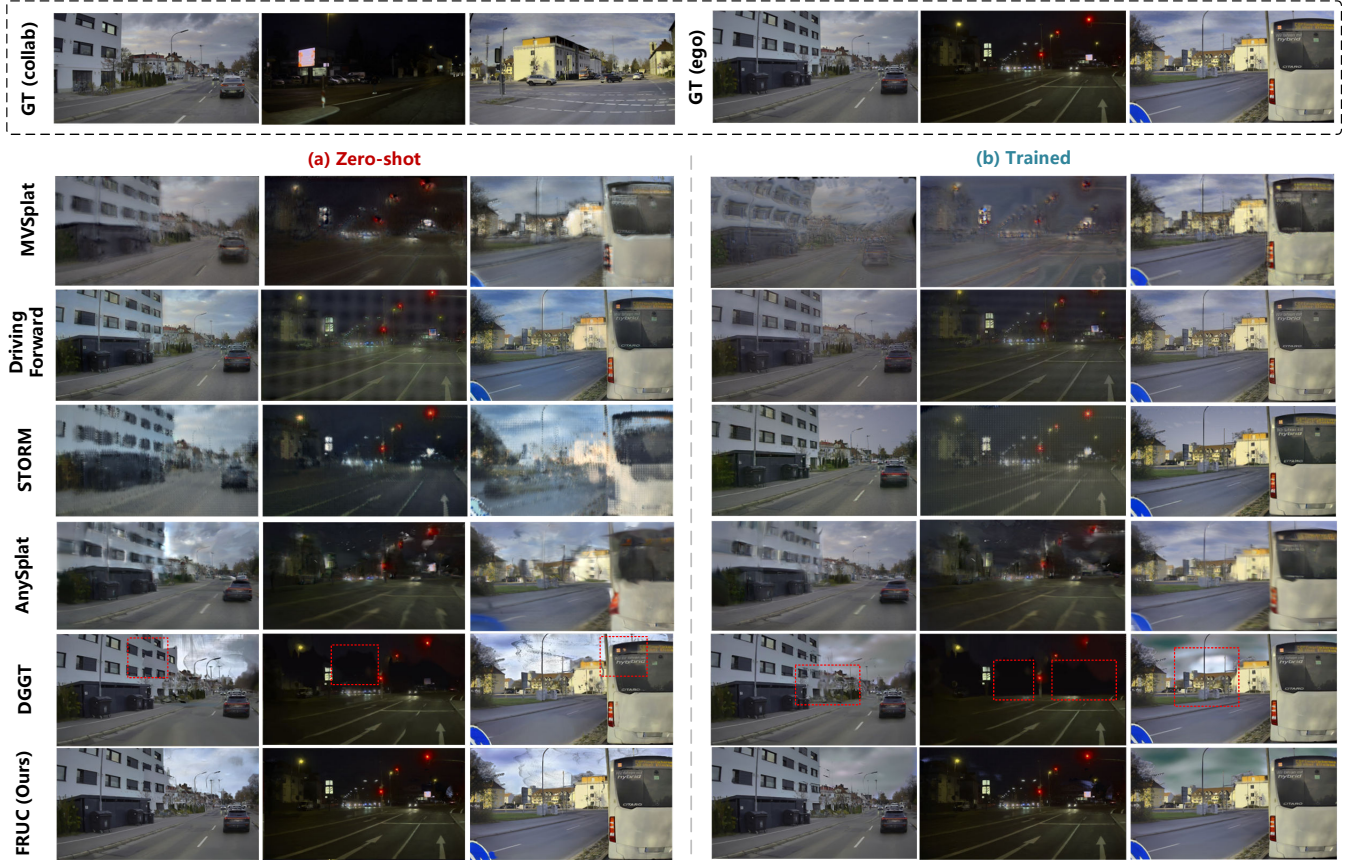 GT (collab)
GT (ego)
(a) Zero-shot
(b) Trained
MVSplat
Driving
Forward
STORM
AnySplat
DGGT
FRUC (Ours)